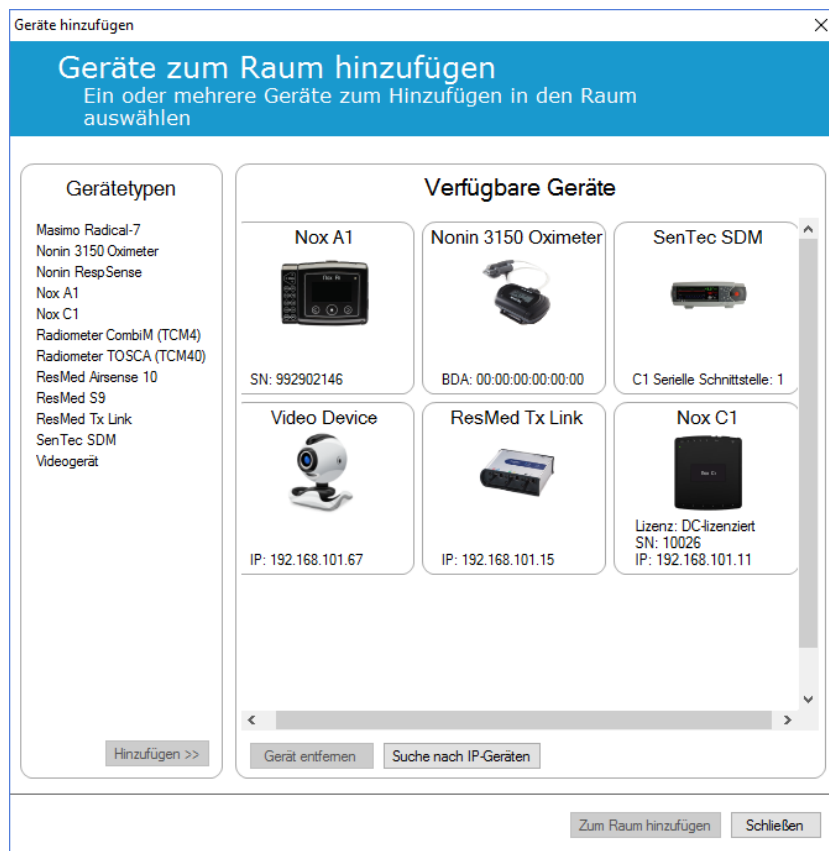 Geräte hinzufügen
Geräte zum Raum hinzufügen
Ein oder mehrere Geräte zum Hinzufügen in den Raum
auswählen
Gerätetypen
Masimo Radical-7
Nonin 3150 Oximeter
Nonin RespSense
Nox A1
Nox C1
Radiometer CombiM (TCM4)
Radiometer TOSCA (TCM40)
ResMed Airsense 10
ResMed S9
ResMed Tx Link
SenTec SDM
Videogerät
Hinzufügen >>
Verfügbare Geräte
Nox A1
SN: 992902146
Nonin 3150 Oximeter
BDA: 00:00:00:00:00:00
SenTec SDM
C1 Serielle Schnittstelle: 1
Video Device
IP: 192.168.101.67
ResMed Tx Link
IP: 192.168.101.15
Nox C1
Nox C1
Lizenz: DC-lizenziert
SN: 10026
IP: 192.168.101.11
Gerät entfernen
Suche nach IP-Geräten
Zum Raum hinzufügen
Schließen